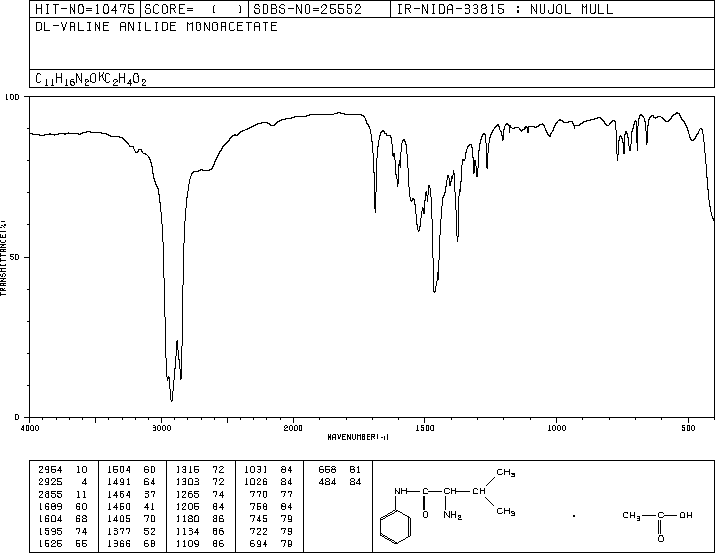 HIT-NO=10475 SCORE= ( ) SDBS-NO=25552 IR-NIDA-33815 : NUJOL MULL
DL-VALINE ANILIDE MONOACETATE
C11H16N2OKC2H4O2
100
50
0
TRANSMITTANCE(%)
4000 3000 2000 1500 1000 500
WAVENUMBER(-1)
2964 10 1504 60 1316 72 1031 84 658 81
2925 4 1491 64 1303 72 1026 84 484 84
2855 11 1464 37 1265 74 770 77
1689 60 1450 41 1205 84 758 84
1604 68 1405 70 1180 86 745 79
1595 74 1377 52 1134 86 722 79
1525 55 1366 68 1109 86 694 79
CH3
NH C CH CH
O NH2 CH3
CH3 C OH
O